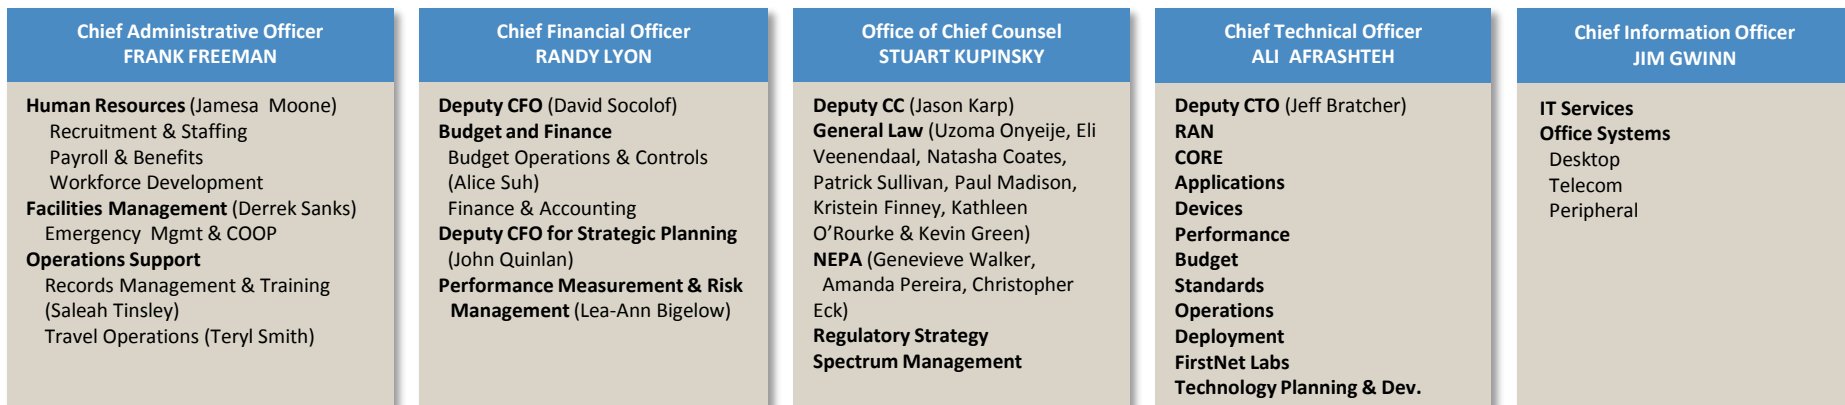 Chief Administrative Officer
FRANK FREEMAN
Human Resources (Jamesa Moone)
Recruitment & Staffing
Payroll & Benefits
Workforce Development
Facilities Management (Derrek Sanks)
Emergency Mgmt & COOP
Operations Support
Records Management & Training
(Saleah Tinsley)
Travel Operations (Teryl Smith)
Chief Financial Officer
RANDY LYON
Deputy CFO (David Socolof)
Budget and Finance
Budget Operations & Controls
(Alice Suh)
Finance & Accounting
Deputy CFO for Strategic Planning
(John Quinlan)
Performance Measurement & Risk
Management (Lea-Ann Bigelow)
Office of Chief Counsel
STUART KUPINSKY
Deputy CC (Jason Karp)
General Law (Uzoma Onyeije, Eli
Veenendaal, Natasha Coates,
Patrick Sullivan, Paul Madison,
Kristein Finney, Kathleen
O’Rourke & Kevin Green)
NEPA (Genevieve Walker,
Amanda Pereira, Christopher
Eck)
Regulatory Strategy
Spectrum Management
Chief Technical Officer
ALI AFRASHTEH
Deputy CTO (Jeff Bratcher)
RAN
CORE
Applications
Devices
Performance
Budget
Standards
Operations
Deployment
FirstNet Labs
Technology Planning & Dev.
Chief Information Officer
JIM GWINN
IT Services
Office Systems
Desktop
Telecom
Peripheral